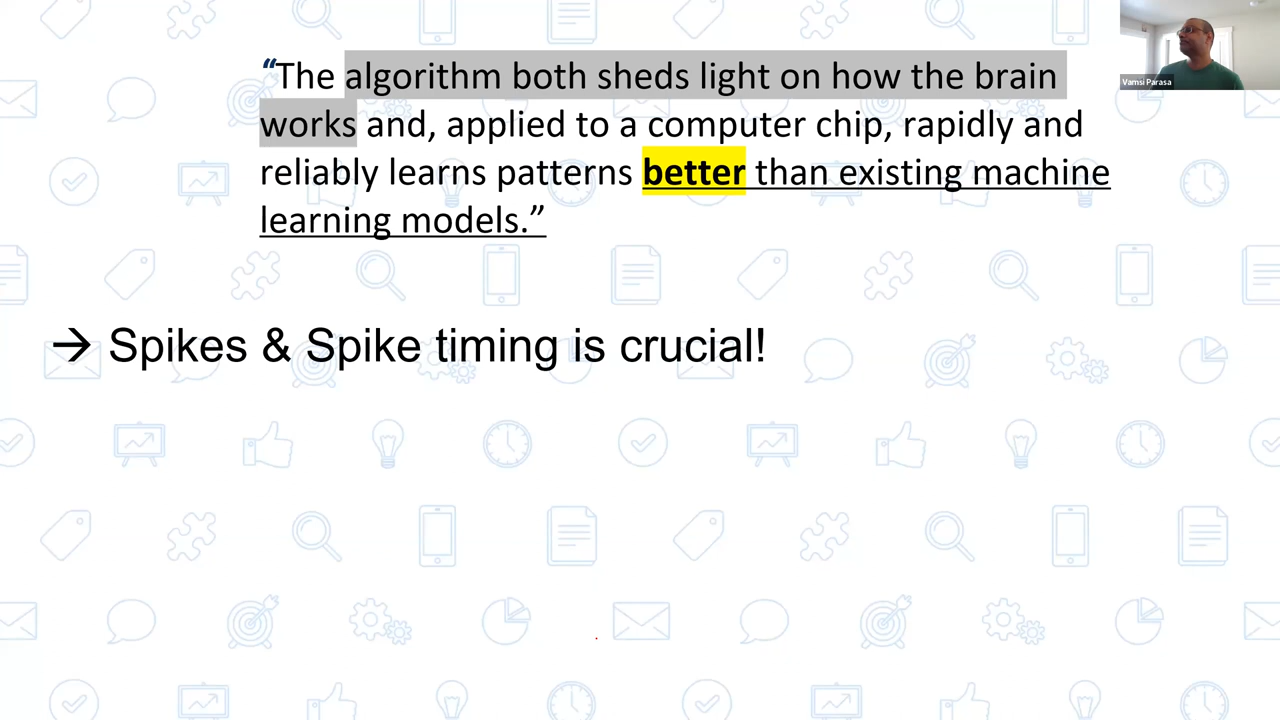 “The algorithm both sheds light on how the brain
works and, applied to a computer chip, rapidly and
reliably learns patterns better than existing machine
learning models.”
→ Spikes & Spike timing is crucial!
Vamsi Parasa